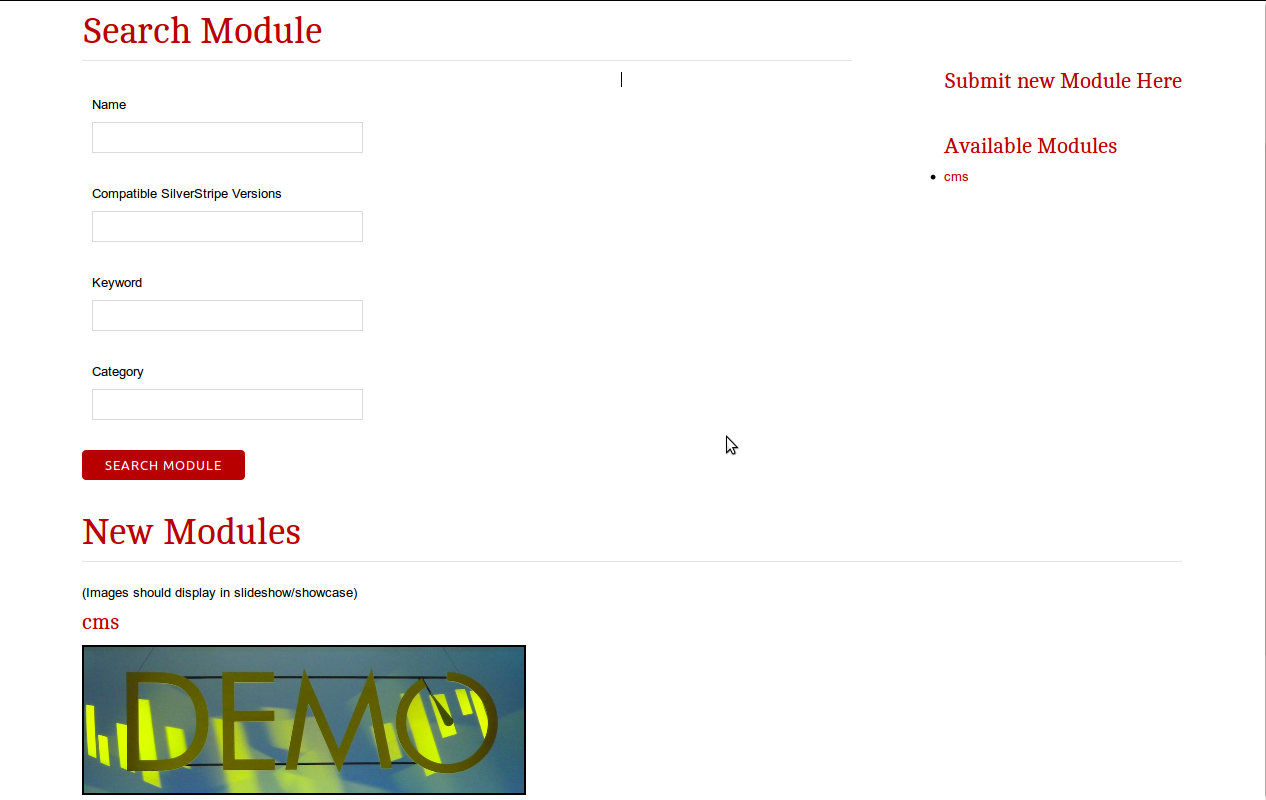 Search Module
Submit new Module Here
Name
Available Modules
cms
Compatible SilverStripe Versions
Keyword
Category
SEARCH MODULE
New Modules
(Images should display in slideshow/showcase)
cms
DEMO